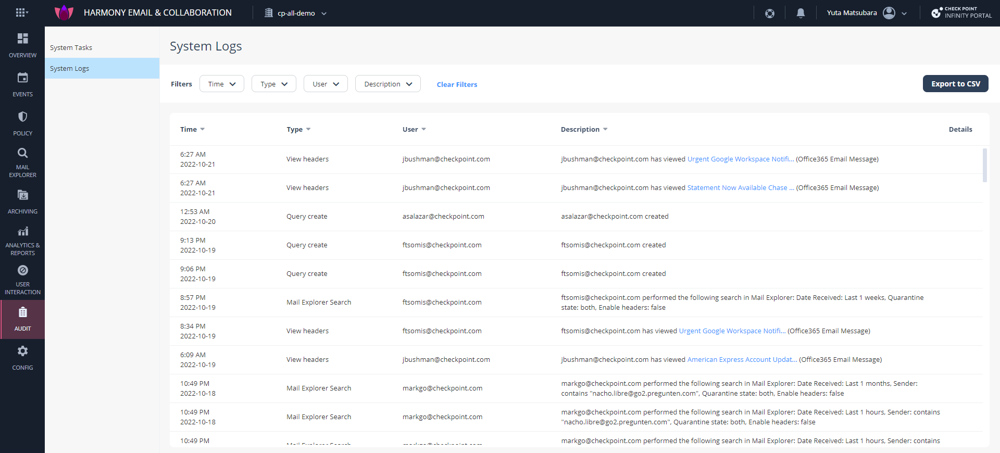 HARMONY EMAIL & COLLABORATION
cp-all-demo
Yuta Matsubara
CHECK POINT
INFINITY PORTAL
OVERVIEW
EVENTS
POLICY
MAIL
EXPLORER
ARCHIVING
ANALYTICS &
REPORTS
USER
INTERACTION
AUDIT
CONFIG
System Tasks
System Logs
System Logs
Filters Time Type User Description Clear Filters Export to CSV
Time Type User Description Details
6:27 AM
2022-10-21
View headers
jbushman@checkpoint.com
jbushman@checkpoint.com has viewed Urgent Google Workspace Notifi... (Office365 Email Message)
6:27 AM
2022-10-21
View headers
jbushman@checkpoint.com
jbushman@checkpoint.com has viewed Statement Now Available Chase ... (Office365 Email Message)
12:53 AM
2022-10-20
Query create
asalazar@checkpoint.com
asalazar@checkpoint.com created
9:13 PM
2022-10-19
Query create
ftsomis@checkpoint.com
ftsomis@checkpoint.com created
9:06 PM
2022-10-19
Query create
ftsomis@checkpoint.com
ftsomis@checkpoint.com created
8:57 PM
2022-10-19
Mail Explorer Search
ftsomis@checkpoint.com
ftsomis@checkpoint.com performed the following search in Mail Explorer: Date Received: Last 1 weeks, Quarantine
state: both, Enable headers: false
8:34 PM
2022-10-19
View headers
ftsomis@checkpoint.com
ftsomis@checkpoint.com has viewed Urgent Google Workspace Notifi... (Office365 Email Message)
6:09 AM
2022-10-19
View headers
jbushman@checkpoint.com
jbushman@checkpoint.com has viewed American Express Account Updat... (Office365 Email Message)
10:49 PM
2022-10-18
Mail Explorer Search
markgo@checkpoint.com
markgo@checkpoint.com performed the following search in Mail Explorer: Date Received: Last 1 months, Sender:
contains "nacho.libre@go2.pregunten.com", Quarantine state: both, Enable headers: false
10:49 PM
2022-10-18
Mail Explorer Search
markgo@checkpoint.com
markgo@checkpoint.com performed the following search in Mail Explorer: Date Received: Last 1 hours, Sender: contains
"nacho.libre@go2.pregunten.com", Quarantine state: both, Enable headers: false
10:49 PM
Mail Explorer Search
markgo@checkpoint.com
markgo@checkpoint.com performed the following search in Mail Explorer: Date Received: Last 1 hours, Sender: contains